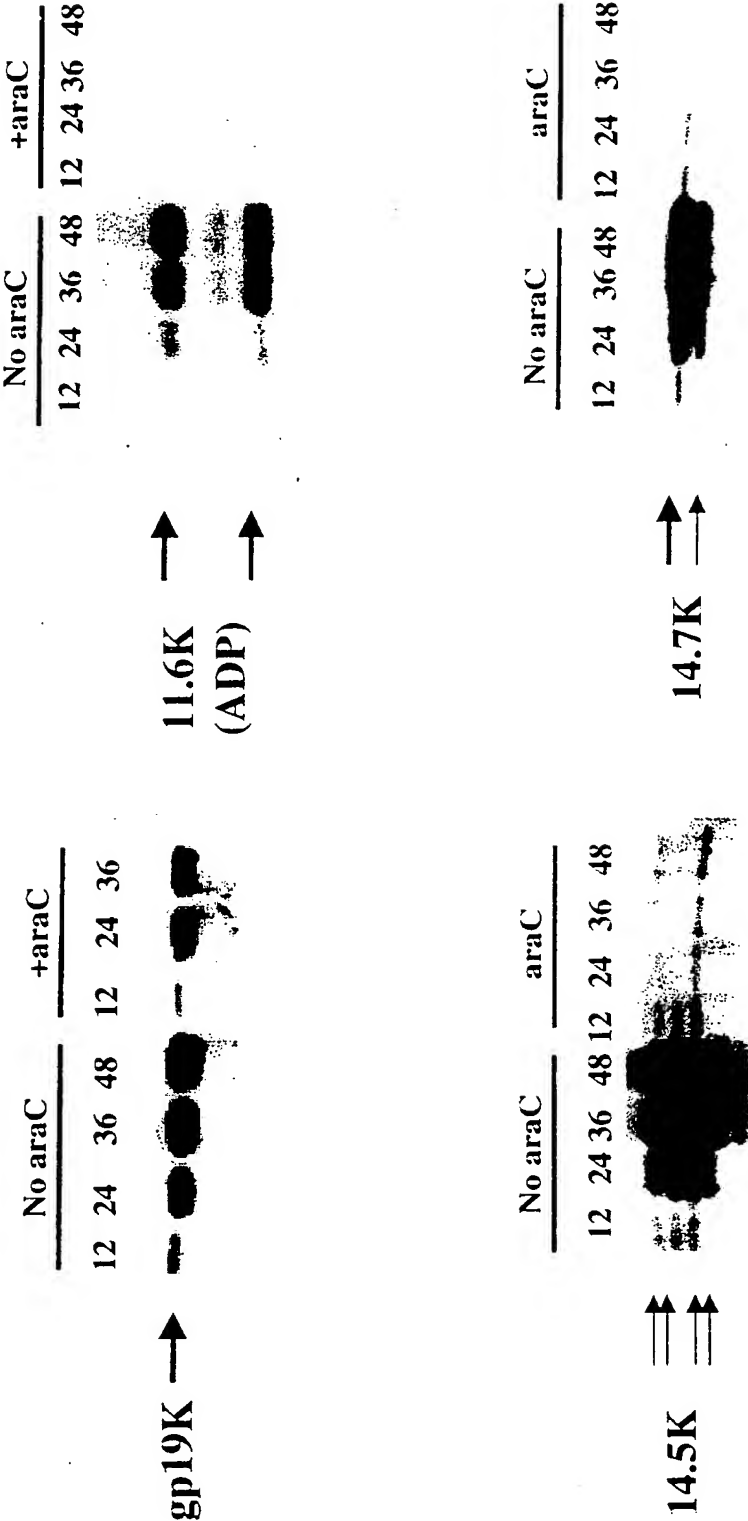 No araC +araC
12 24 36 48 12 24 36
gp19K
No araC +araC
12 24 36 48 12 24 36 48
11.6K
(ADP)
No araC araC
12 24 36 48 12 24 36 48
14.5K
No araC araC
12 24 36 48 12 24 36 48
14.7K